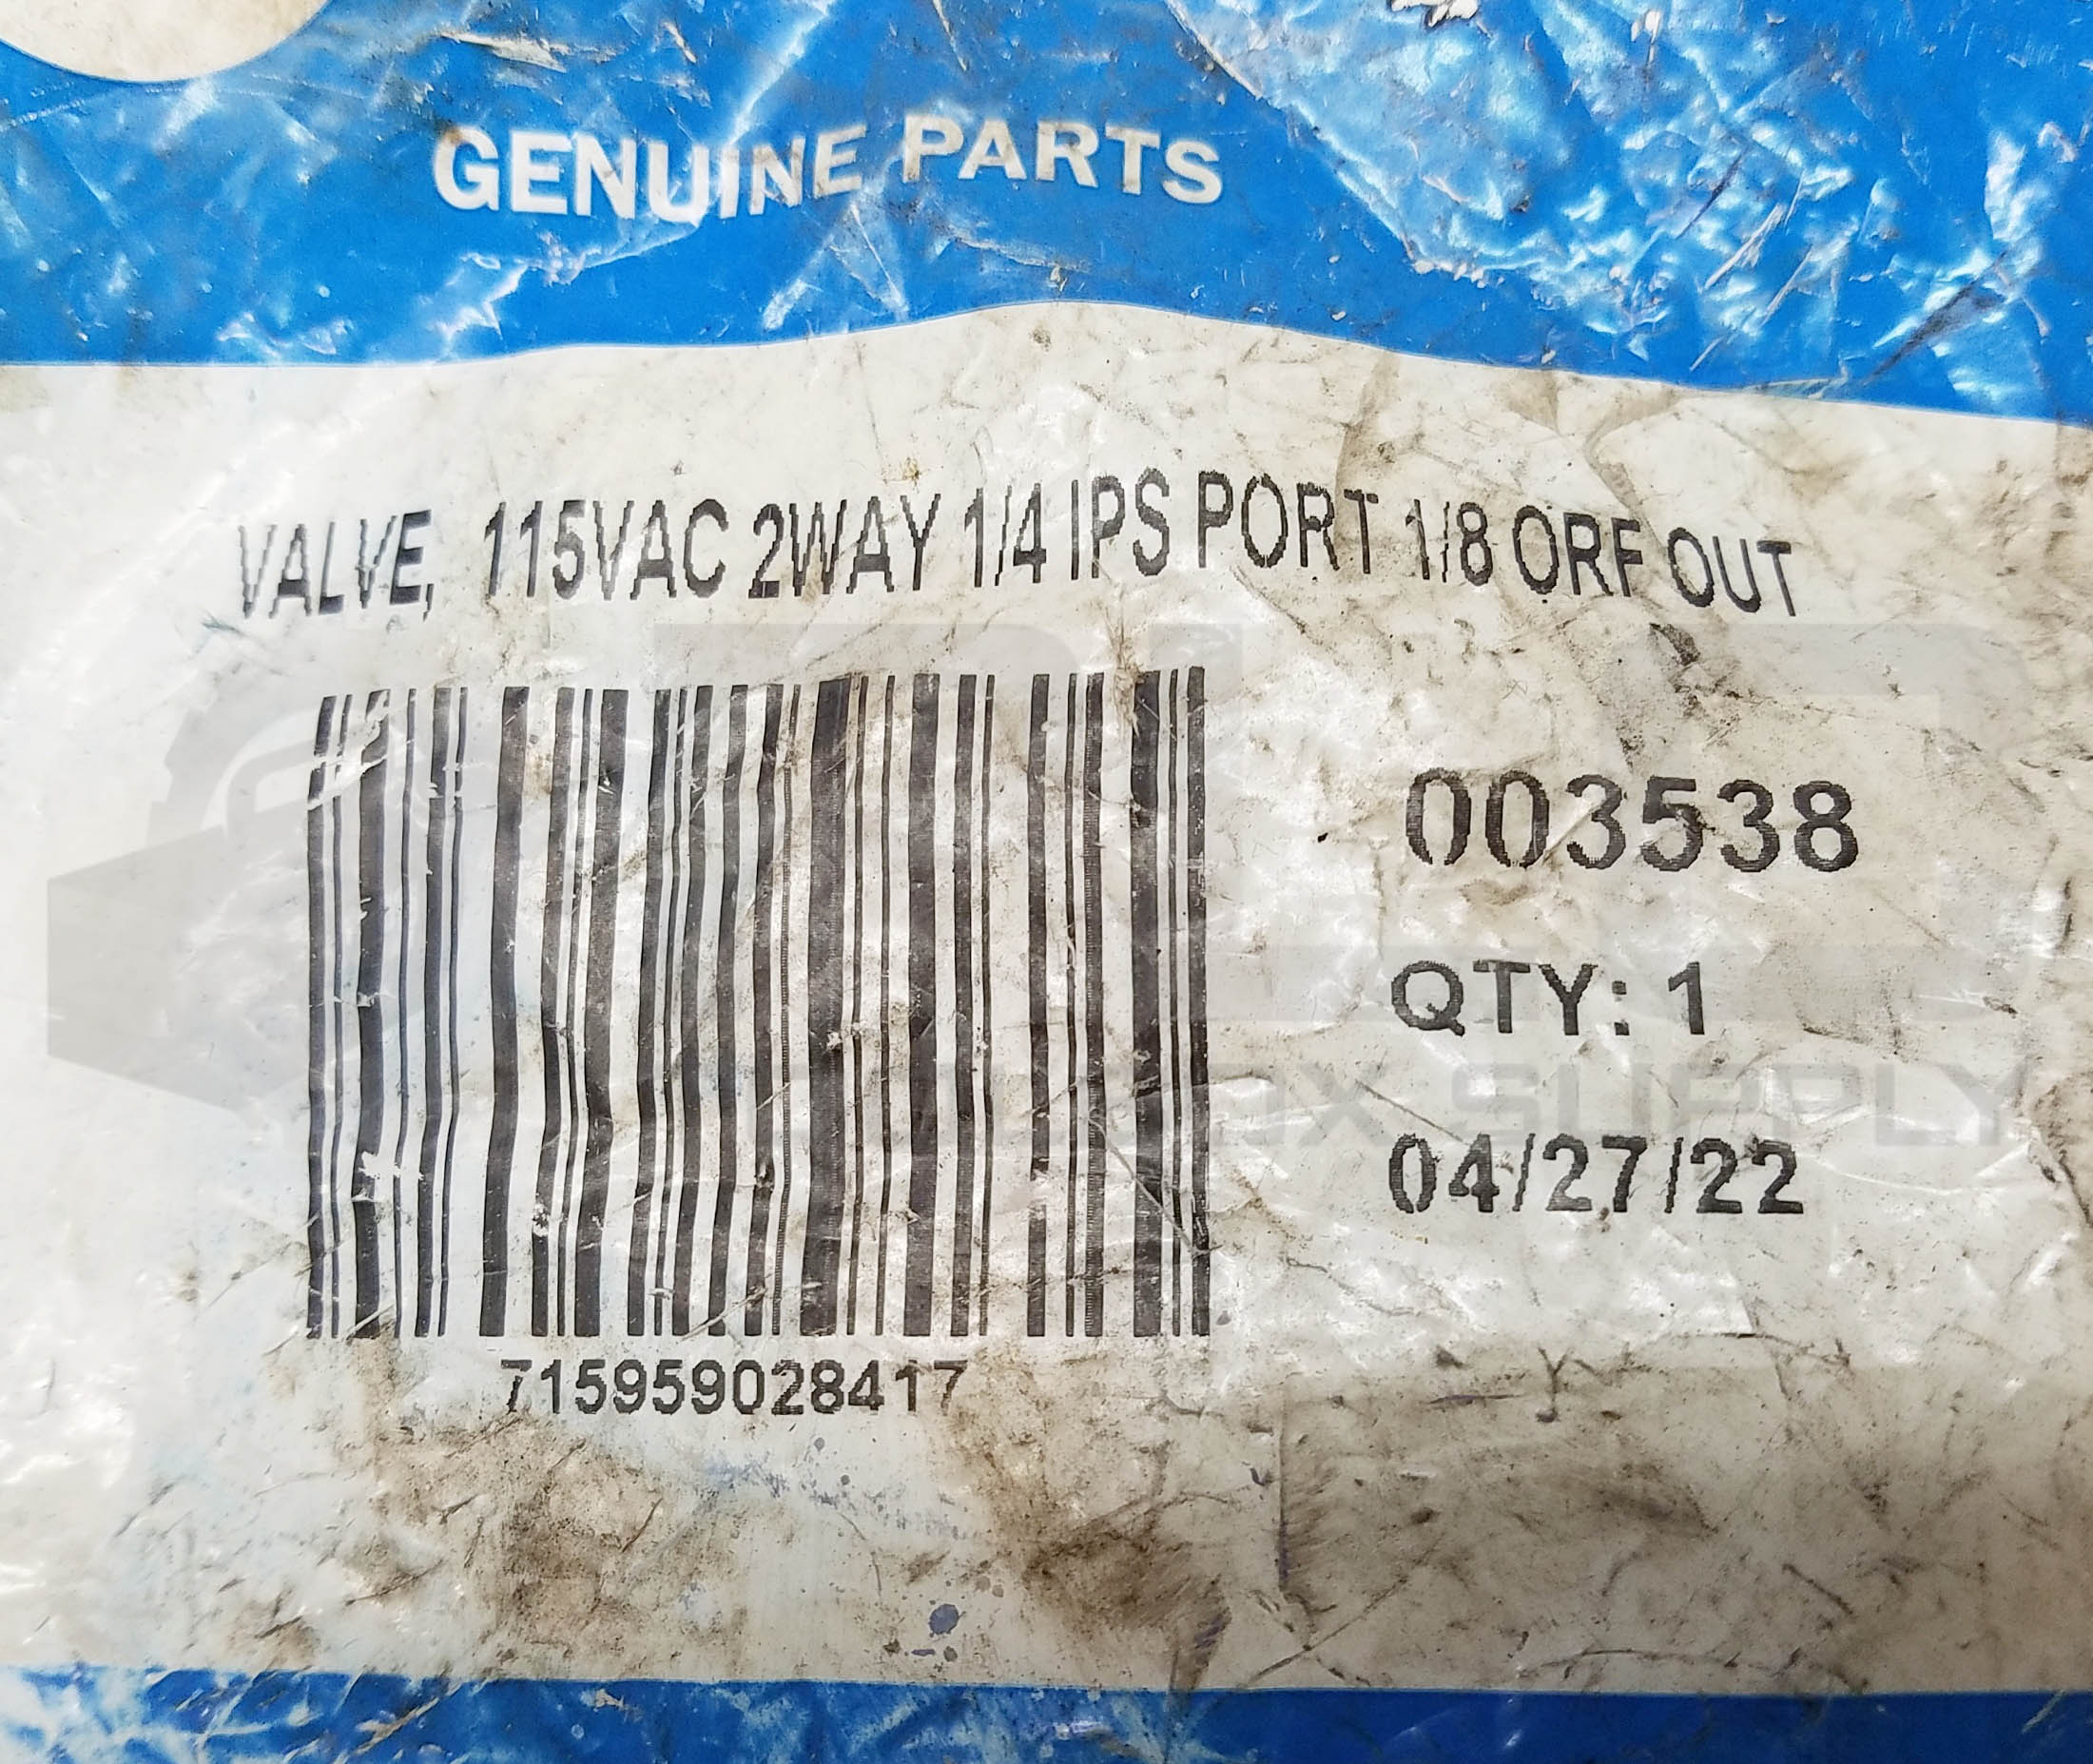 GENUINE PARTS
VALVE, 115VAC 2WAY 1/4 IPS PORT 1/8 ORF OUT
003538
QTY: 1
04/27/22
715959028417
SUPPLY